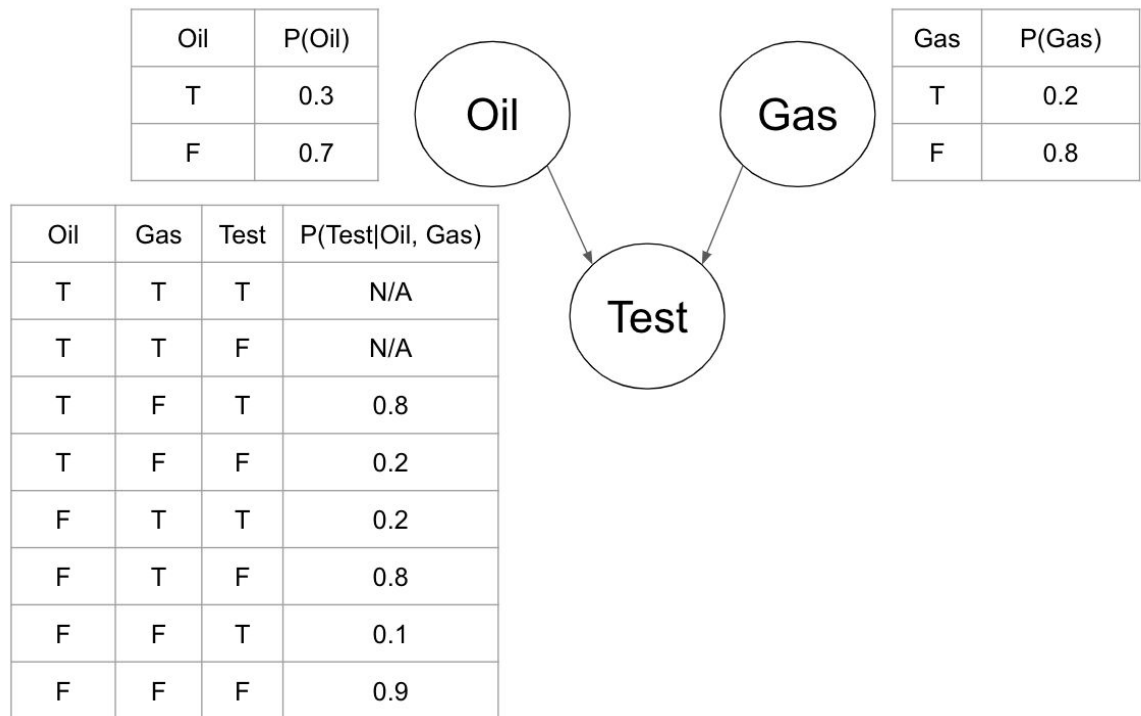 Oil P(Oil)
T 0.3
F 0.7
Oil
Gas
Gas P(Gas)
T 0.2
F 0.8
Oil Gas Test P(Test|Oil, Gas)
T T T N/A
T T F N/A
T F T 0.8
T F F 0.2
F T T 0.2
F T F 0.8
F F T 0.1
F F F 0.9
Test